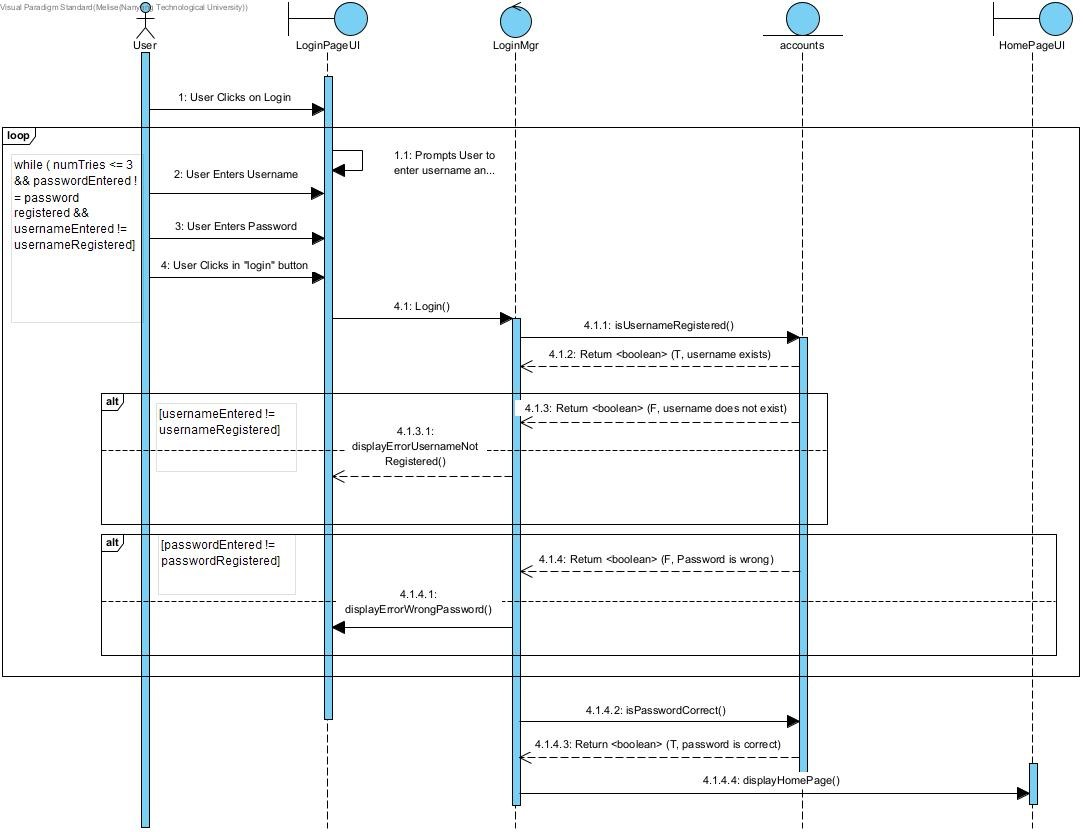 Visual Paradigm Standard(Melise(Nanyang Technological University))
User
LoginPageUI
LoginMgr
accounts
HomePageUI
1: User Clicks on Login
loop
while ( numTries <= 3
&& passwordEntered !
= password
registered &&
usernameEntered !=
usernameRegistered]
1.1: Prompts User to
enter username an...
2: User Enters Username
3: User Enters Password
4: User Clicks in "login" button
4.1: Login()
4.1.1: isUsernameRegistered()
4.1.2: Return <boolean> (T, username exists)
alt
[usernameEntered !=
usernameRegistered]
4.1.3: Return <boolean> (F, username does not exist)
4.1.3.1:
displayErrorUsernameNot
Registered()
alt
[passwordEntered !=
passwordRegistered]
4.1.4: Return <boolean> (F, Password is wrong)
4.1.4.1:
displayErrorWrongPassword()
4.1.4.2: isPasswordCorrect()
4.1.4.3: Return <boolean> (T, password is correct)
4.1.4.4: displayHomePage()